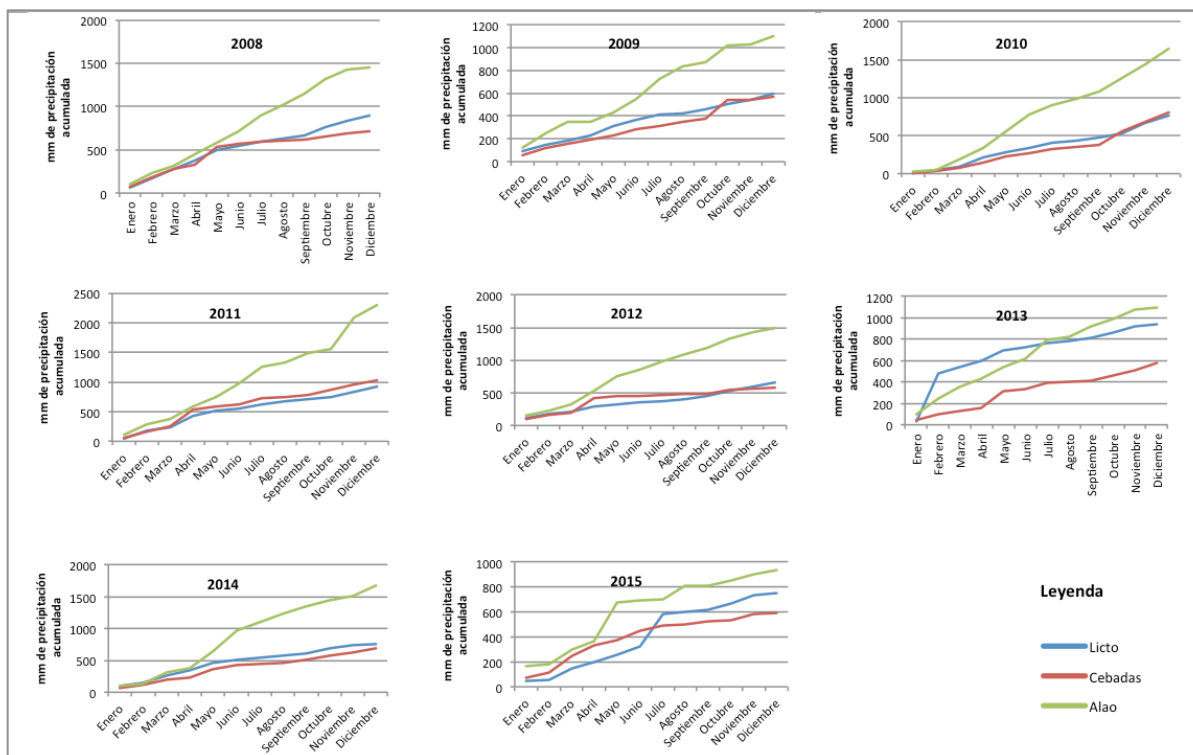 2008
mm de precipitación
acumulada
2000
1500
1000
500
0
Enero
Febrero
Marzo
Abril
Mayo
Junio
Julio
Agosto
Septiembre
Octubre
Noviembre
Diciembre
2009
mm de precipitación
acumulada
1200
1000
800
600
400
200
0
Enero
Febrero
Marzo
Abril
Mayo
Junio
Julio
Agosto
Septiembre
Octubre
Noviembre
Diciembre
2010
mm de precipitación
acumulada
2000
1500
1000
500
0
Enero
Febrero
Marzo
Abril
Mayo
Junio
Julio
Agosto
Septiembre
Octubre
Noviembre
Diciembre
2011
mm de precipitación
acumulada
2500
2000
1500
1000
500
0
Enero
Febrero
Marzo
Abril
Mayo
Junio
Julio
Agosto
Septiembre
Octubre
Noviembre
Diciembre
2012
mm de precipitación
acumulada
2000
1500
1000
500
0
Enero
Febrero
Marzo
Abril
Mayo
Junio
Julio
Agosto
Septiembre
Octubre
Noviembre
Diciembre
2013
mm de precipitación
acumulada
1200
1000
800
600
400
200
0
Enero
Febrero
Marzo
Abril
Mayo
Junio
Julio
Agosto
Septiembre
Octubre
Noviembre
Diciembre
2014
mm de precipitación
acumulada
2000
1500
1000
500
0
Enero
Febrero
Marzo
Abril
Mayo
Junio
Julio
Agosto
Septiembre
Octubre
Noviembre
Diciembre
2015
mm de precipitación
acumulada
1000
800
600
400
200
0
Enero
Febrero
Marzo
Abril
Mayo
Junio
Julio
Agosto
Septiembre
Octubre
Noviembre
Diciembre
Leyenda
Licto
Cebadas
Alao